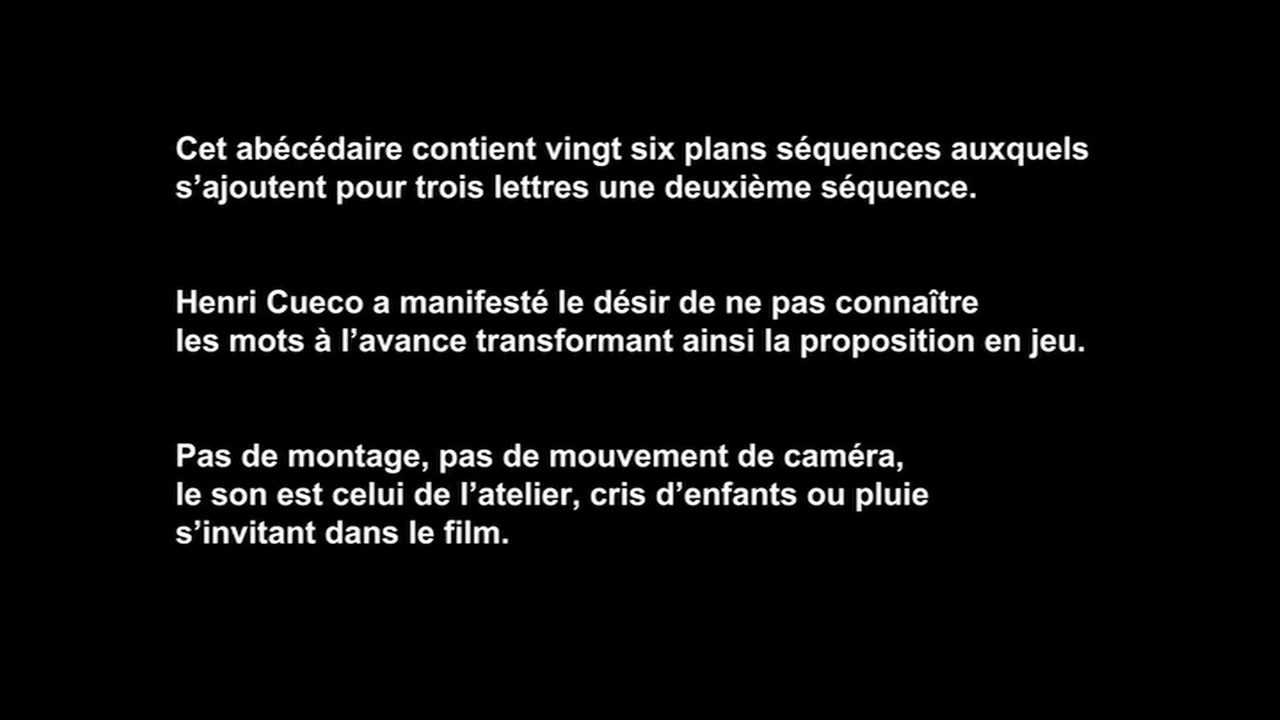 Cet abécédaire contient vingt six plans séquences auxquels
s’ajoutent pour trois lettres une deuxième séquence.
Henri Cueco a manifesté le désir de ne pas connaître
les mots à l’avance transformant ainsi la proposition en jeu.
Pas de montage, pas de mouvement de caméra,
le son est celui de l’atelier, cris d’enfants ou pluie
s’invitant dans le film.